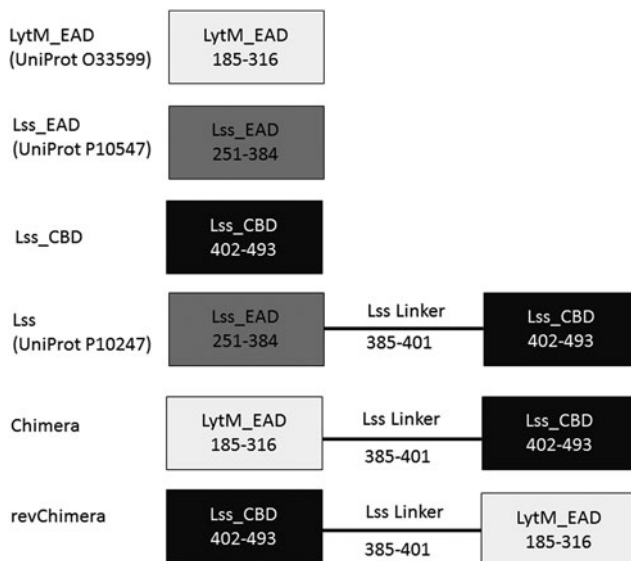 LytM_EAD
(UniProt O33599)
LytM_EAD
185-316
Lss_EAD
(UniProt P10547)
Lss_EAD
251-384
Lss_CBD
Lss_CBD
402-493
Lss
(UniProt P10247)
Lss_EAD
251-384
Lss Linker
385-401
Lss_CBD
402-493
Chimera
LytM_EAD
185-316
Lss Linker
385-401
Lss_CBD
402-493
revChimera
Lss_CBD
402-493
Lss Linker
385-401
LytM_EAD
185-316